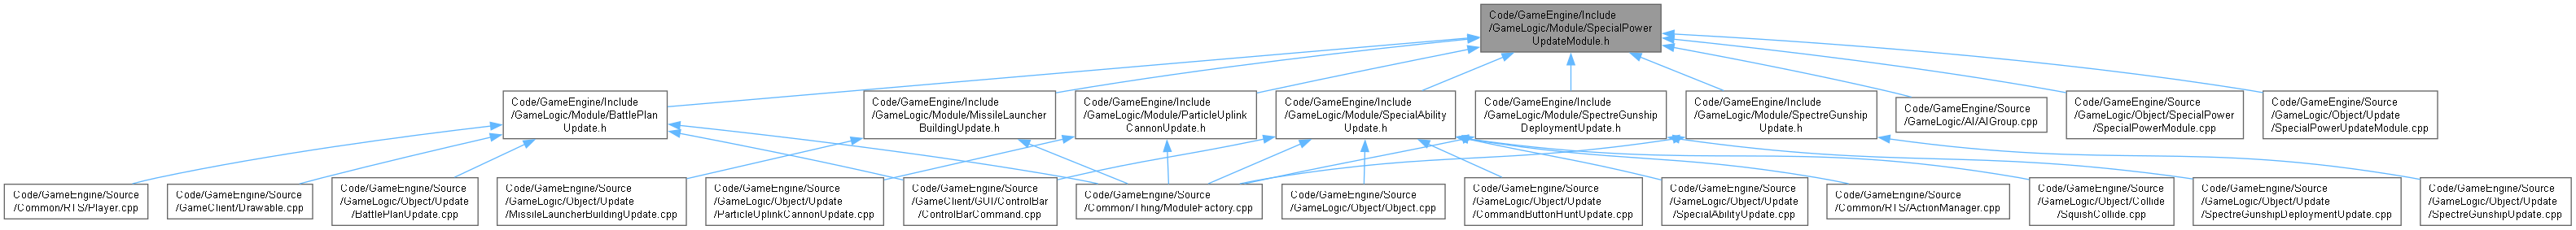 Code/GameEngine/Include
/GameLogic/Module/SpecialPower
UpdateModule.h
Code/GameEngine/Include
/GameLogic/Module/BattlePlan
Update.h
Code/GameEngine/Include
/GameLogic/Module/MissileLauncher
BuildingUpdate.h
Code/GameEngine/Include
/GameLogic/Module/ParticleUplink
CannonUpdate.h
Code/GameEngine/Include
/GameLogic/Module/SpecialAbility
Update.h
Code/GameEngine/Include
/GameLogic/Module/SpectreGunship
DeploymentUpdate.h
Code/GameEngine/Include
/GameLogic/Module/SpectreGunship
Update.h
Code/GameEngine/Source
/GameLogic/AI/AIGroup.cpp
Code/GameEngine/Source
/GameLogic/Object/SpecialPower
/SpecialPowerModule.cpp
Code/GameEngine/Source
/GameLogic/Object/Update
/SpecialPowerUpdateModule.cpp
Code/GameEngine/Source
/Common/RTS/Player.cpp
Code/GameEngine/Source
/GameClient/Drawable.cpp
Code/GameEngine/Source
/GameLogic/Object/Update
/BattlePlanUpdate.cpp
Code/GameEngine/Source
/GameLogic/Object/Update
/MissileLauncherBuildingUpdate.cpp
Code/GameEngine/Source
/GameLogic/Object/Update
/ParticleUplinkCannonUpdate.cpp
Code/GameEngine/Source
/GameClient/GUI/ControlBar
/ControlBarCommand.cpp
Code/GameEngine/Source
/Common/Thing/ModuleFactory.cpp
Code/GameEngine/Source
/GameLogic/Object/Object.cpp
Code/GameEngine/Source
/GameLogic/Object/Update
/CommandButtonHuntUpdate.cpp
Code/GameEngine/Source
/GameLogic/Object/Update
/SpecialAbilityUpdate.cpp
Code/GameEngine/Source
/Common/RTS/ActionManager.cpp
Code/GameEngine/Source
/GameLogic/Object/Collide
/SquishCollide.cpp
Code/GameEngine/Source
/GameLogic/Object/Update
/SpectreGunshipDeploymentUpdate.cpp
Code/GameEngine/Source
/GameLogic/Object/Update
/SpectreGunshipUpdate.cpp